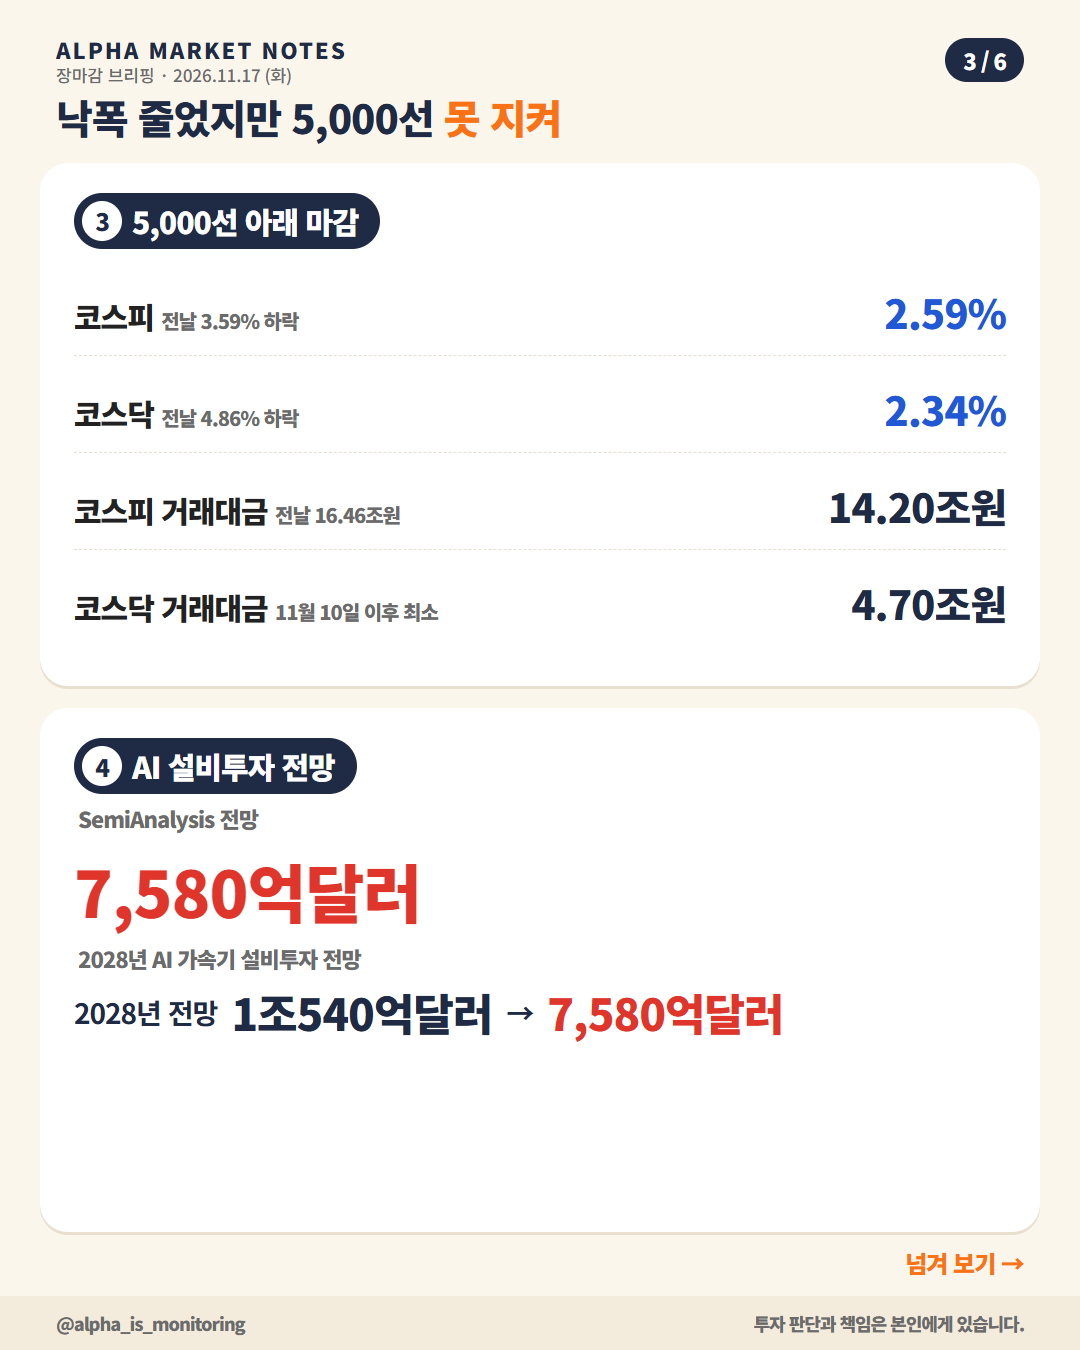 ALPHA MARKET NOTES
장마감 브리핑 · 2026.11.17 (화)
3 / 6
낙폭 줄었지만 5,000선 못 지켜
3 5,000선 아래 마감
코스피 전날 3.59% 하락 2.59%
코스닥 전날 4.86% 하락 2.34%
코스피 거래대금 전날 16.46조원 14.20조원
코스닥 거래대금 11월 10일 이후 최소 4.70조원
4 AI 설비투자 전망
SemiAnalysis 전망
7,580억달러
2028년 AI 가속기 설비투자 전망
2028년 전망 1조540억달러 → 7,580억달러
넘겨 보기 →
@alpha_is_monitoring
투자 판단과 책임은 본인에게 있습니다.